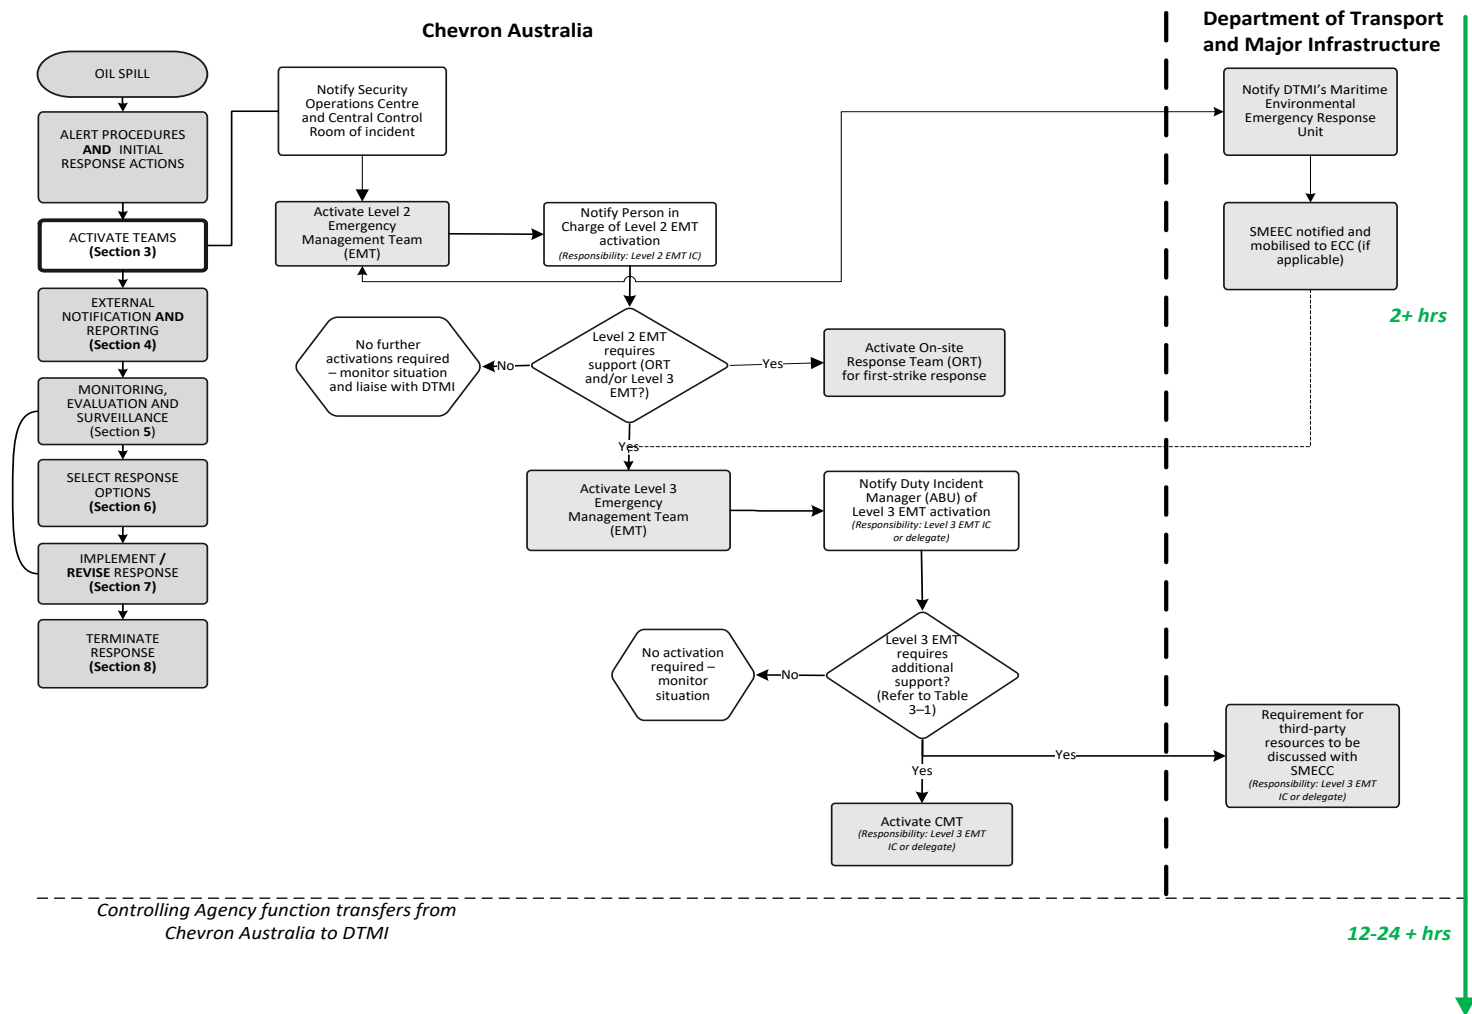 Chevron Australia
Department of Transport
and Major Infrastructure
OIL SPILL
ALERT PROCEDURES
AND INITIAL
RESPONSE ACTIONS
ACTIVATE TEAMS
(Section 3)
EXTERNAL
NOTIFICATION AND
REPORTING
(Section 4)
MONITORING,
EVALUATION AND
SURVEILLANCE
(Section 5)
SELECT RESPONSE
OPTIONS
(Section 6)
IMPLEMENT /
REVISE RESPONSE
(Section 7)
TERMINATE
RESPONSE
(Section 8)
Notify Security
Operations Centre
and Central Control
Room of incident
Activate Level 2
Emergency
Management Team
(EMT)
Notify Person in
Charge of Level 2 EMT
activation
(Responsibility: Level 2 EMT IC)
Level 2 EMT
requires
support (ORT
and/or Level 3
EMT?)
No
No further
activations required
– monitor situation
and liaise with DTMI
Yes
Activate On-site
Response Team (ORT)
for first-strike response
Yes
Activate Level 3
Emergency
Management Team
(EMT)
Notify Duty Incident
Manager (ABU) of
Level 3 EMT activation
(Responsibility: Level 3 EMT IC
or delegate)
Level 3 EMT
requires
additional
support?
(Refer to Table
3–1)
No
No activation
required –
monitor
situation
Yes
Yes
Activate CMT
(Responsibility: Level 3 EMT
IC or delegate)
Notify DTMI's Maritime
Environmental
Emergency Response
Unit
SMEEC notified and
mobilised to ECC (if
applicable)
Requirement for
third-party
resources to be
discussed with
SMECC
(Responsibility: Level 3 EMT
IC or delegate)
2+ hrs
Controlling Agency function transfers from
Chevron Australia to DTMI
12-24 + hrs